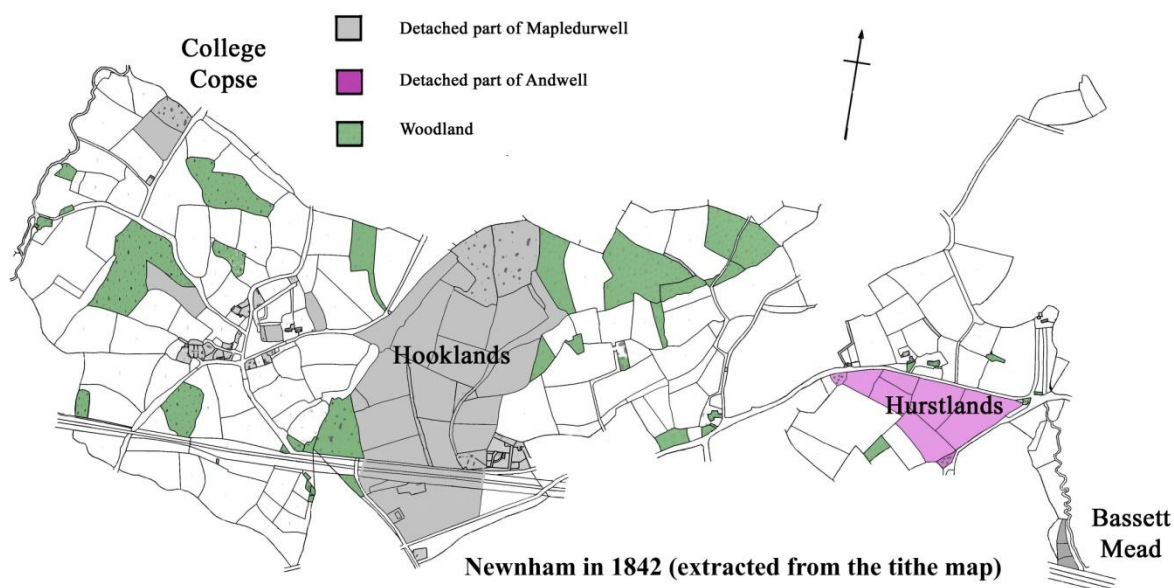 College
Copse
Detached part of Mapledurwell
Detached part of Andwell
Woodland
Hooklands
Hurstlands
Bassett
Mead
Newnham in 1842 (extracted from the tithe map)